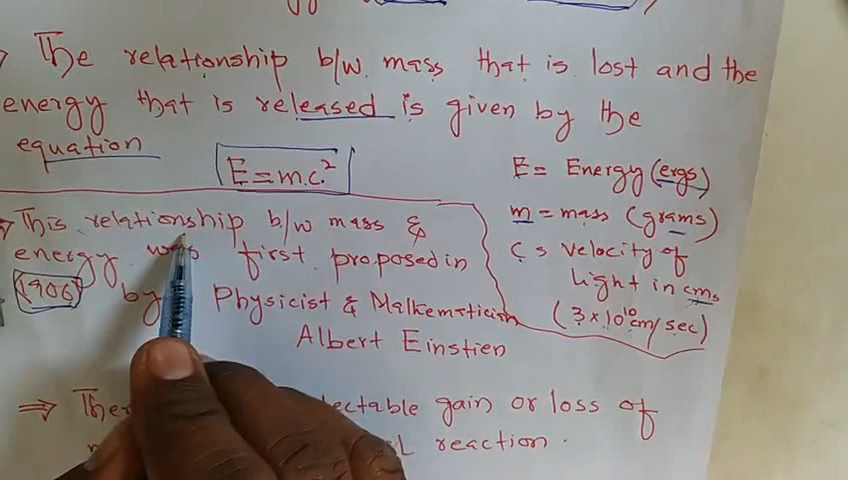 The relationship b/w. mass that is lost and the
energy that is released is given by the
equation
E = m.c.²
E = Energy (ergs)
m = mass (grams)
C = velocity of
light in cms
(3 × 10¹⁰ cm/sec)
This relationship b/w mass &
energy was first proposed in
(1906) by Physicist & Mathematician
Albert Einstien
⇒ detectable gain or loss of
reaction.